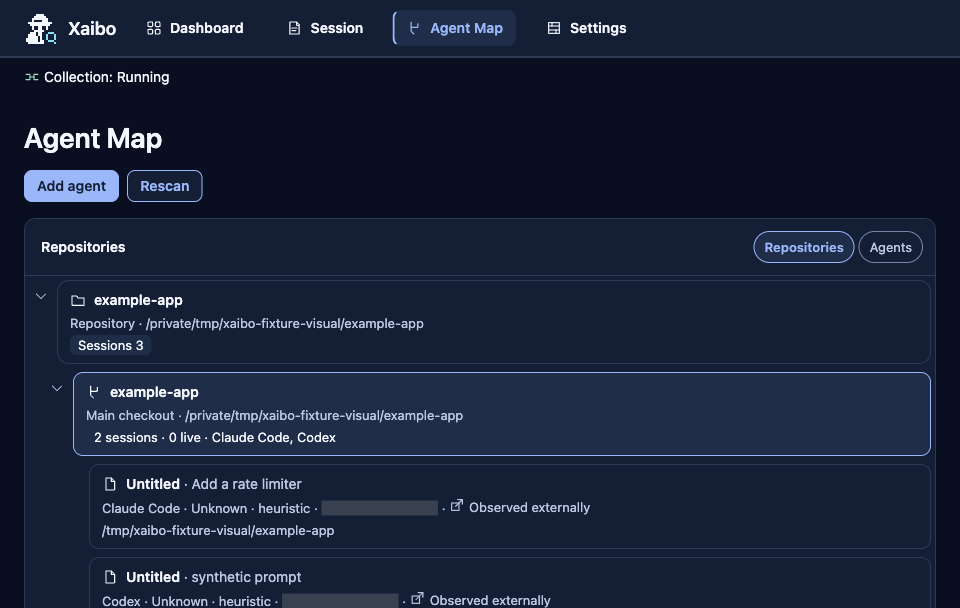 Xaibo
Dashboard
Session
Agent Map
Settings
Collection: Running
Agent Map
Add agent
Rescan
Repositories
Repositories
Agents
example-app
Repository · /private/tmp/xaibo-fixture-visual/example-app
Sessions 3
example-app
Main checkout · /private/tmp/xaibo-fixture-visual/example-app
2 sessions · 0 live · Claude Code, Codex
Untitled · Add a rate limiter
Claude Code · Unknown · heuristic · · Observed externally
/tmp/xaibo-fixture-visual/example-app
Untitled · synthetic prompt
Codex · Unknown · heuristic · · Observed externally